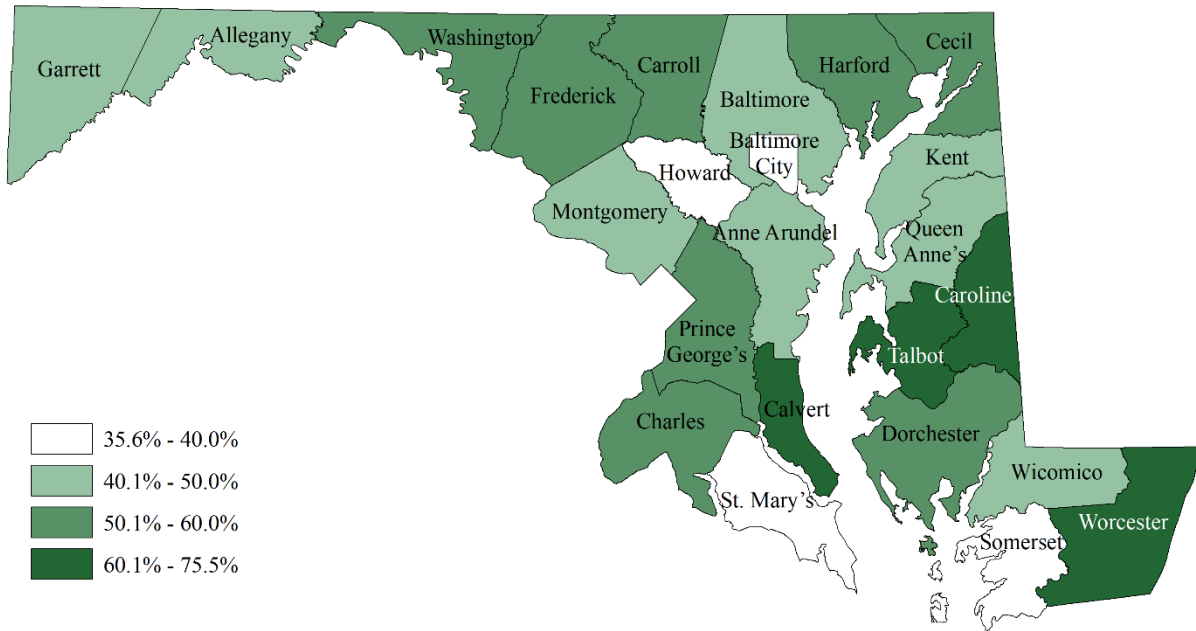 Allegany
Garrett
Washington
Frederick
Carroll
Baltimore
Harford
Cecil
Baltimore
City
Howard
Kent
Montgomery
Anne Arundel
Queen
Anne’s
Caroline
Prince
George’s
Talbot
Charles
Calvert
Dorchester
St. Mary’s
Wicomico
Worcester
Somerset
35.6% - 40.0%
40.1% - 50.0%
50.1% - 60.0%
60.1% - 75.5%